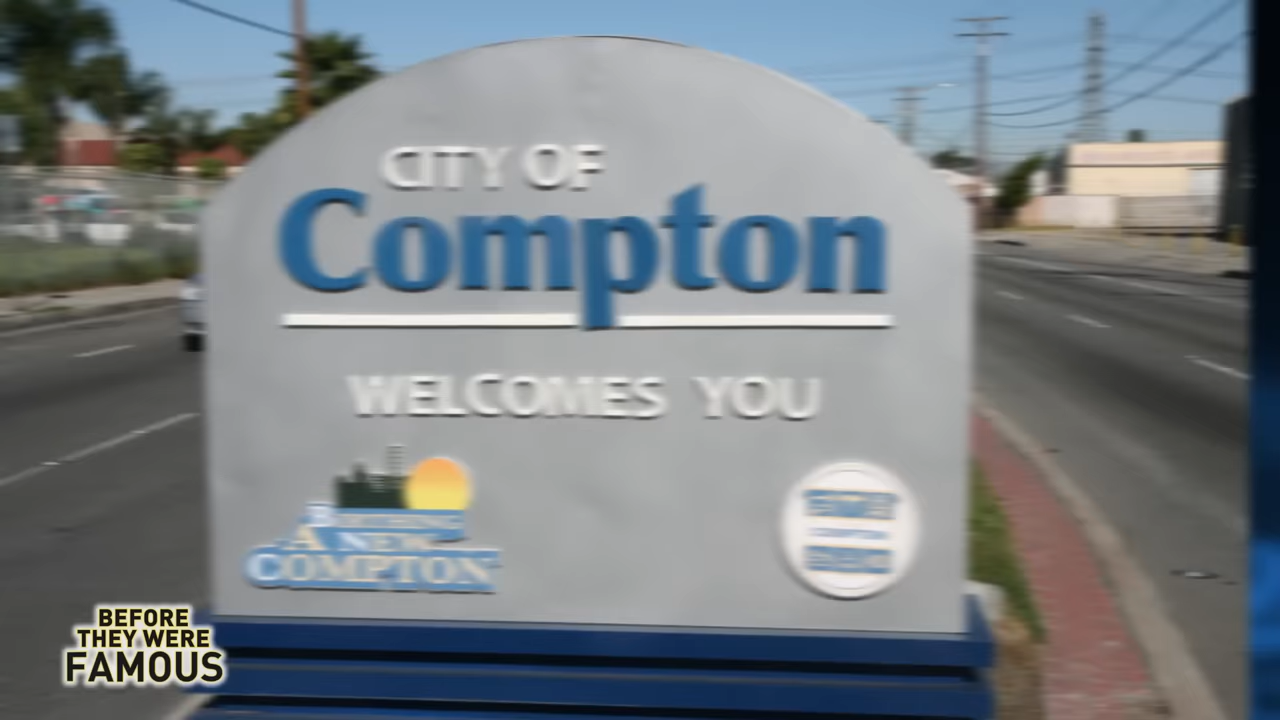 CITY OF
Compton
WELCOMES YOU
A NEW
COMPTON
BEFORE
THEY WERE
FAMOUS